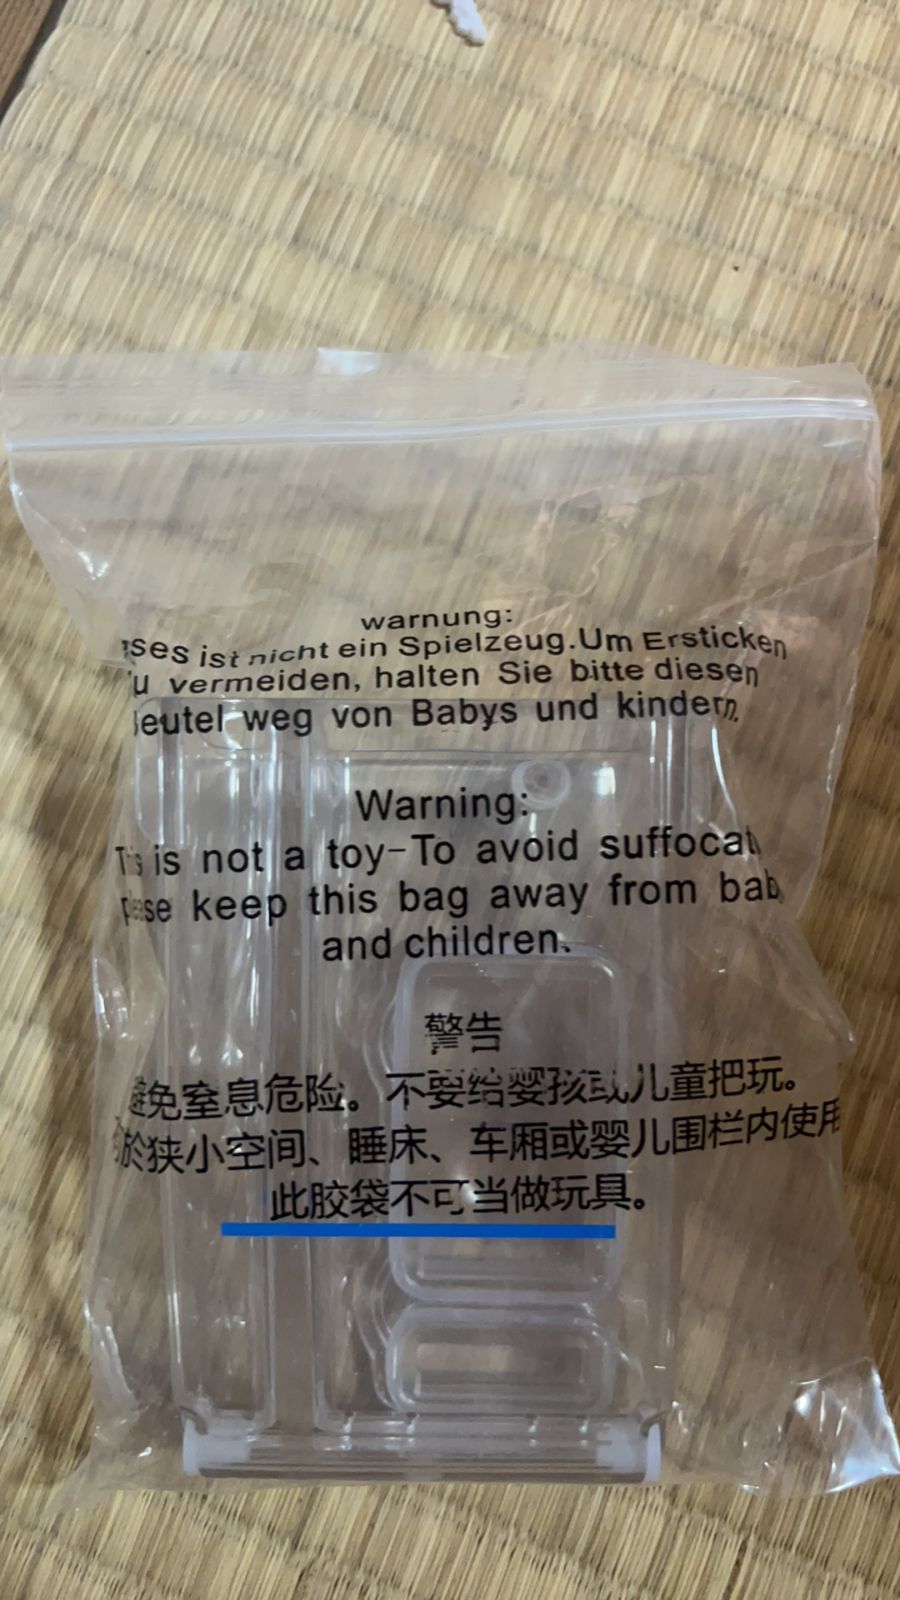 warnung:
ist nicht ein Spielzeug.Um Ersticken
vermeiden, halten Sie bitte diesen
weg von Babys und kindern.
Warning:
is not a toy-To avoid
keep this bag away from
and children.
警告
避免窒息危险。不要给婴孩或儿童把玩。
於狭小空间、睡床、车厢或婴儿围栏内使用
此胶袋不可当做玩具。